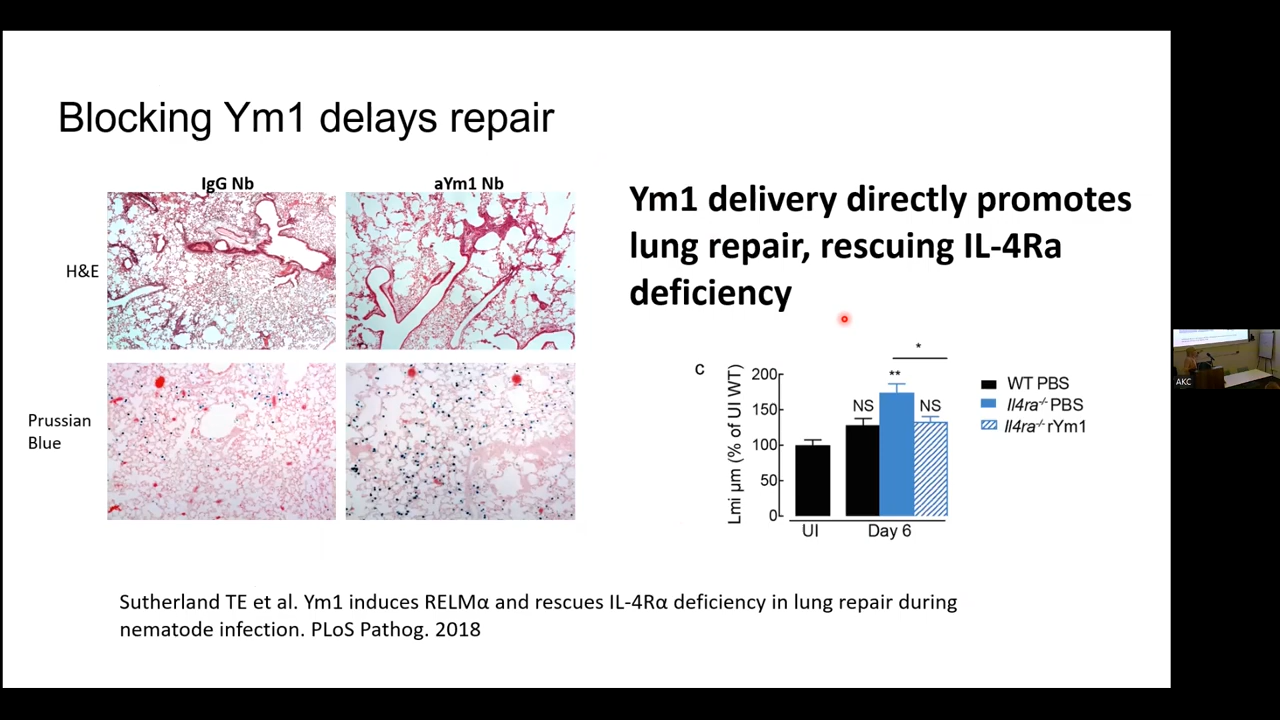 Blocking Ym1 delays repair
IgG Nb
aYm1 Nb
H&E
Prussian
Blue
Ym1 delivery directly promotes
lung repair, rescuing IL-4Ra
deficiency
C
*
**
NS
NS
200
150
100
50
0
Lmi µm (% of UI WT)
UI
Day 6
WT PBS
Il4ra-/- PBS
Il4ra-/- rYm1
Sutherland TE et al. Ym1 induces RELMα and rescues IL-4Rα deficiency in lung repair during
nematode infection. PLoS Pathog. 2018
AKC